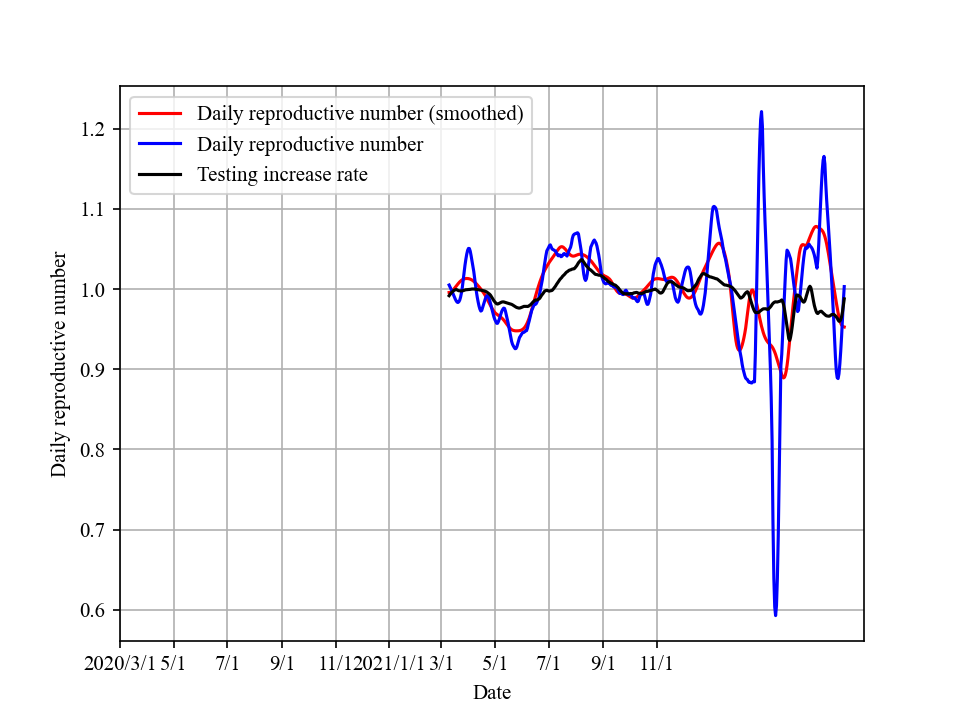 Daily reproductive number (smoothed)
Daily reproductive number
Testing increase rate
Daily reproductive number
1.2
1.1
1.0
0.9
0.8
0.7
0.6
2020/3/1 5/1 7/1 9/1 11/1 2021/1/1 3/1 5/1 7/1 9/1 11/1
Date